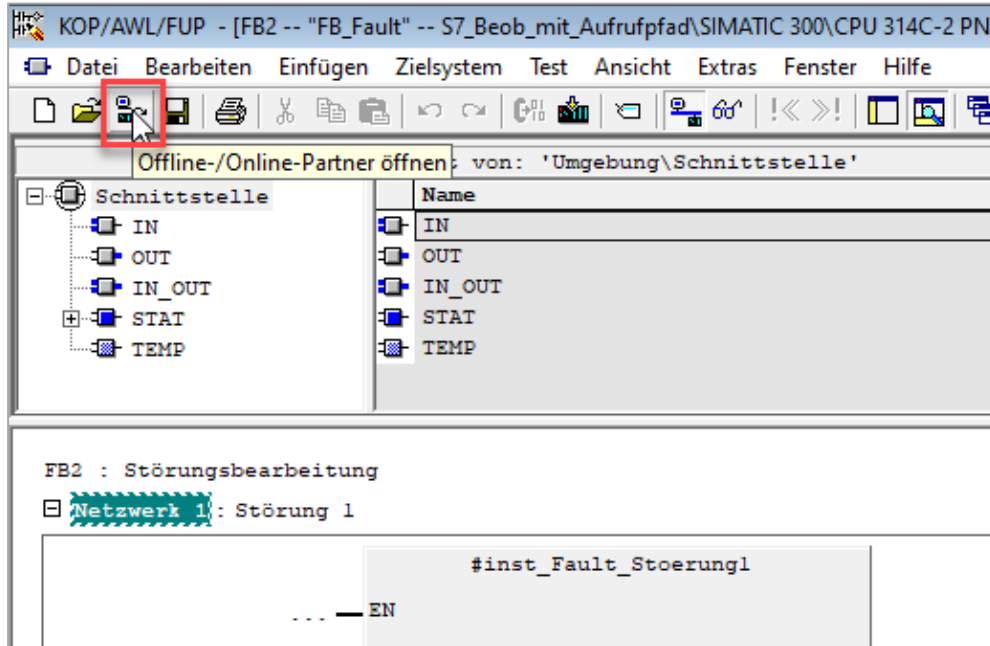 KOP/AWL/FUP - [FB2 -- "FB_Fault" -- S7_Beob_mit_Aufrufpfad\SIMATIC 300\CPU 314C-2 PN
Datei Bearbeiten Einfügen Zielsystem Test Ansicht Extras Fenster Hilfe
Offline-/Online-Partner öffnen von: 'Umgebung\Schnittstelle'
Schnittstelle
IN
OUT
IN_OUT
STAT
TEMP
Name
IN
OUT
IN_OUT
STAT
TEMP
FB2 : Störungsbearbeitung
Netzwerk 1: Störung 1
#inst_Fault_Stoerung1
... EN